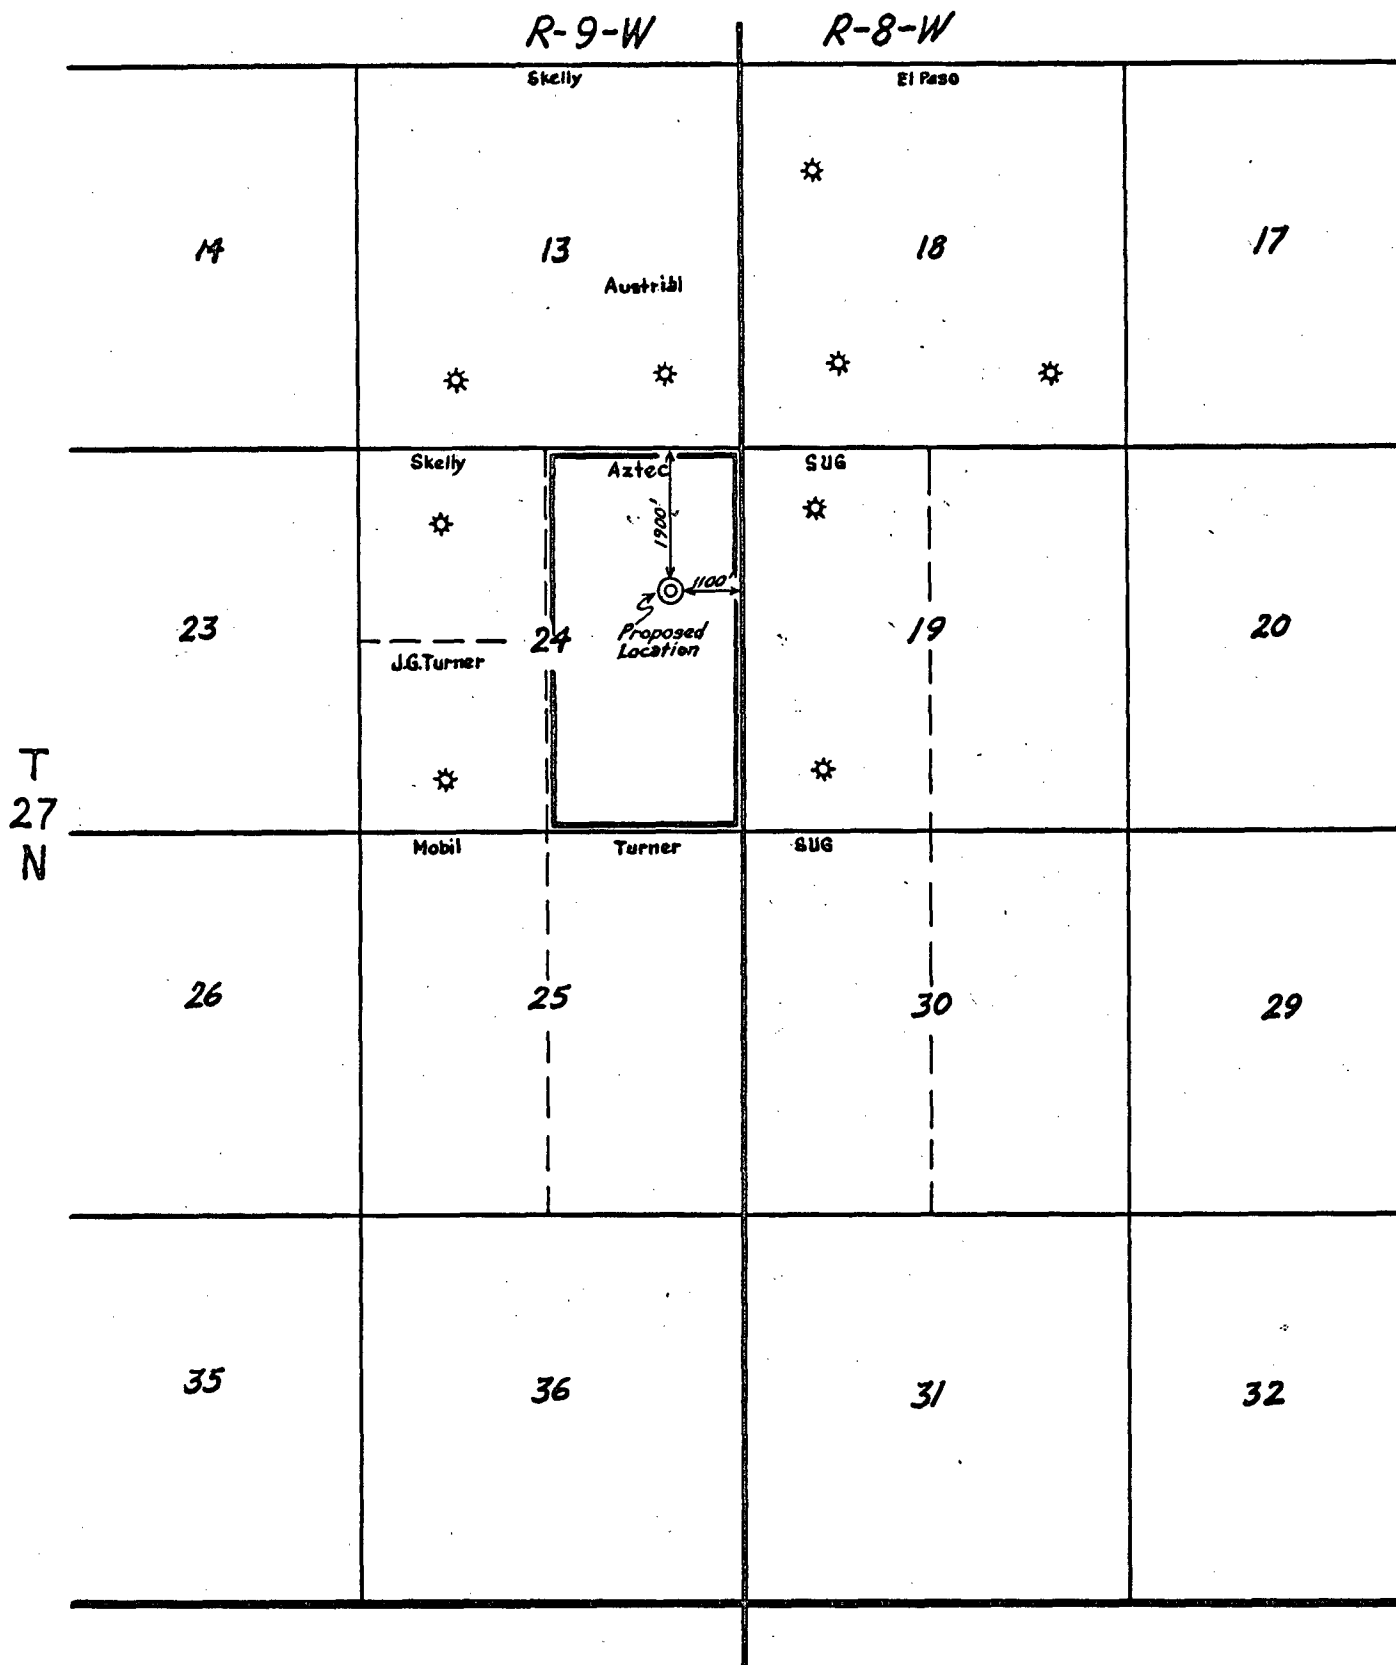 R-9-W R-8-W
Skelly El Paso
14 13 18 17
Austrial
Skelly Aztec SUG
1900'
1100'
23 24 19 20
Proposed
Location
J.G. Turner
T
27
N
Mobil Turner SUG
26 25 30 29
35 36 31 32